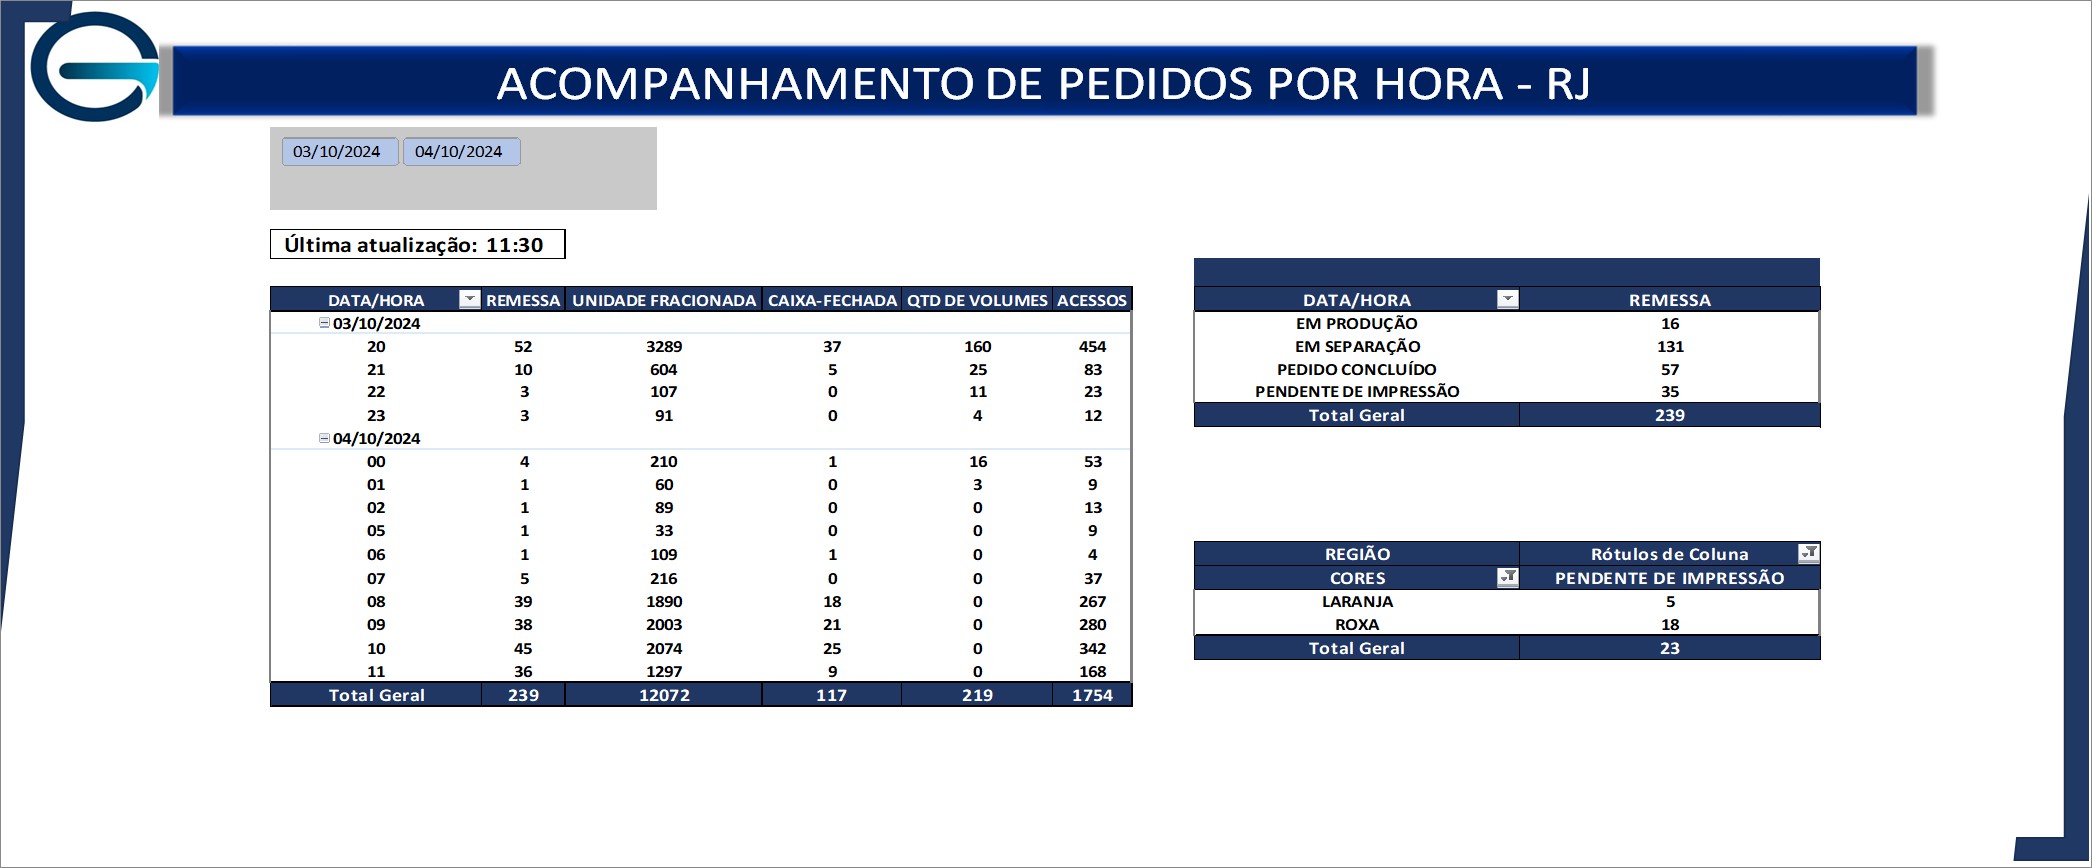 ACOMPANHAMENTO DE PEDIDOS POR HORA - RJ
03/10/2024 04/10/2024
Última atualização: 11:30
DATA/HORA REMESSA UNIDADE FRACIONADA CAIXA-FECHADA QTD DE VOLUMES ACESSOS
03/10/2024
20 52 3289 37 160 454
21 10 604 5 25 83
22 3 107 0 11 23
23 3 91 0 4 12
04/10/2024
00 4 210 1 16 53
01 1 60 0 3 9
02 1 89 0 0 13
05 1 33 0 0 9
06 1 109 1 0 4
07 5 216 0 0 37
08 39 1890 18 0 267
09 38 2003 21 0 280
10 45 2074 25 0 342
11 36 1297 9 0 168
Total Geral 239 12072 117 219 1754
DATA/HORA REMESSA
EM PRODUÇÃO 16
EM SEPARAÇÃO 131
PEDIDO CONCLUÍDO 57
PENDENTE DE IMPRESSÃO 35
Total Geral 239
REGIÃO Rótulos de Coluna
CORES PENDENTE DE IMPRESSÃO
LARANJA 5
ROXA 18
Total Geral 23